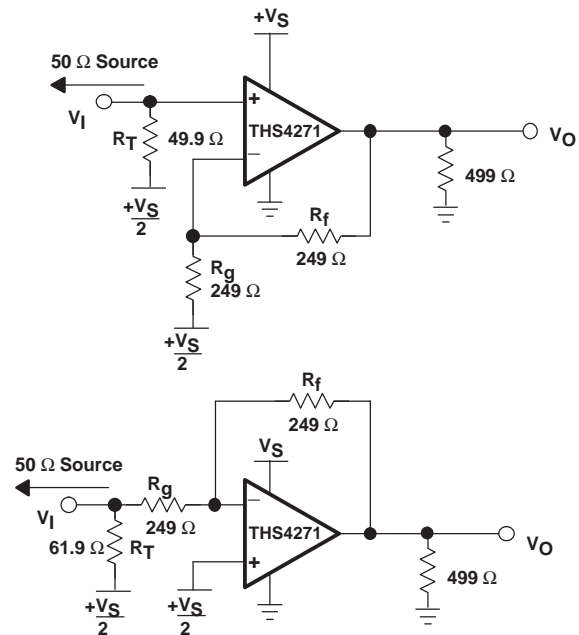 +VS
50 Ω Source
VI
+
THS4271
VO
RT
49.9 Ω
−
499 Ω
+VS
2
Rf
249 Ω
Rg
249 Ω
+VS
2
Rf
249 Ω
VS
50 Ω Source
Rg
VI
249 Ω
−
THS4271
VO
61.9 Ω
RT
+
499 Ω
+VS
2
+VS
2